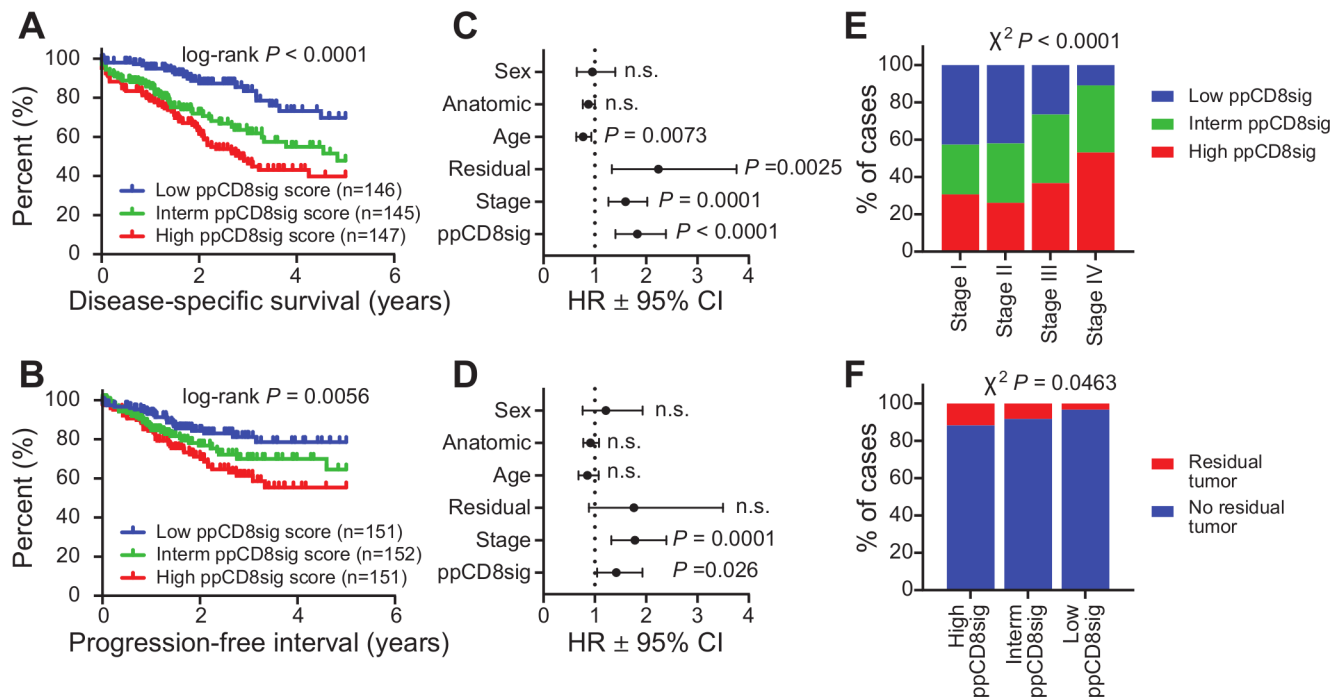 A
log-rank P < 0.0001
100
80
60
40
20
0
Percent (%)
Low ppCD8sig score (n=146)
Interm ppCD8sig score (n=145)
High ppCD8sig score (n=147)
0 2 4 6
Disease-specific survival (years)
C
Sex n.s.
Anatomic n.s.
Age P = 0.0073
Residual P =0.0025
Stage P = 0.0001
ppCD8sig P < 0.0001
0 1 2 3 4
HR ± 95% CI
E
χ² P < 0.0001
100
80
60
40
20
0
% of cases
Stage I
Stage II
Stage III
Stage IV
Low ppCD8sig
Interm ppCD8sig
High ppCD8sig
B
log-rank P = 0.0056
100
80
60
40
20
0
Percent (%)
Low ppCD8sig score (n=151)
Interm ppCD8sig score (n=152)
High ppCD8sig score (n=151)
0 2 4 6
Progression-free interval (years)
D
Sex n.s.
Anatomic n.s.
Age n.s.
Residual n.s.
Stage P = 0.0001
ppCD8sig P =0.026
0 1 2 3 4
HR ± 95% CI
F
χ² P = 0.0463
100
80
60
40
20
0
% of cases
High
ppCD8sig
Interm
ppCD8sig
Low
ppCD8sig
Residual
tumor
No residual
tumor